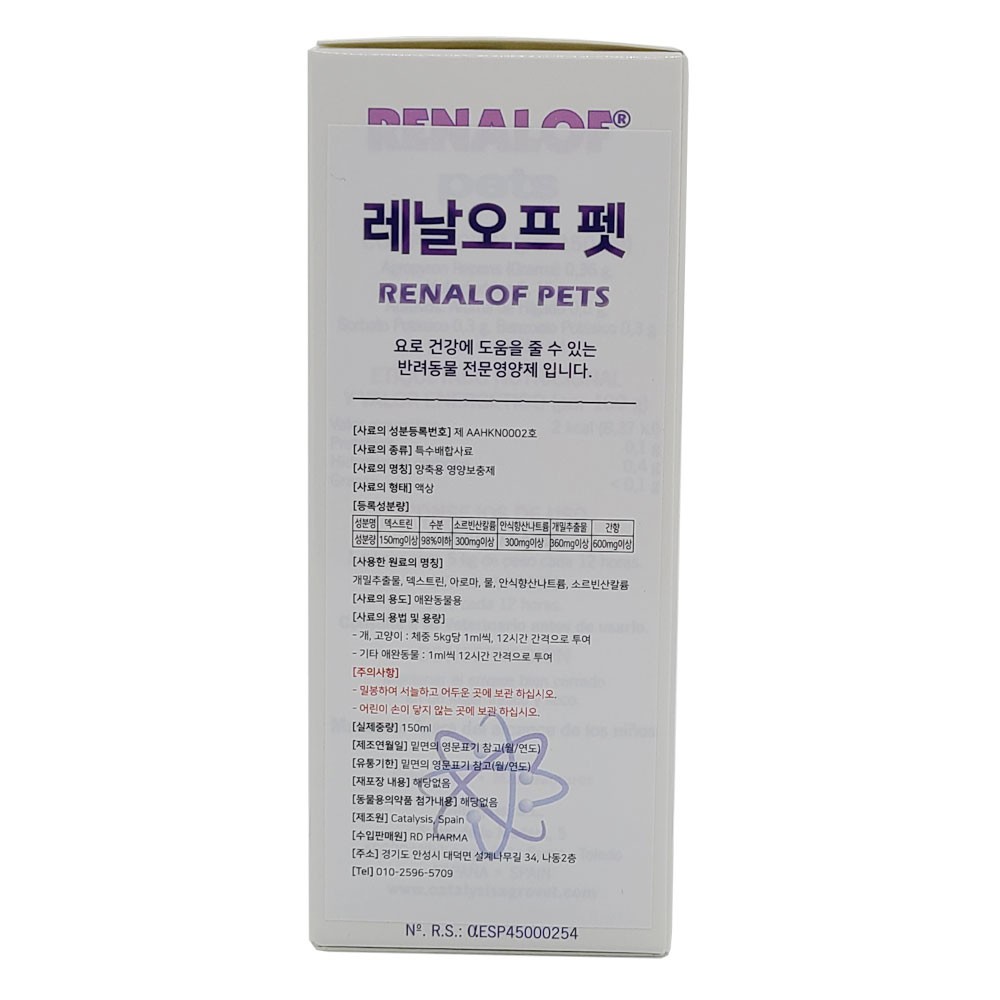 RENALOF®
pets
레날오프 펫
RENALOF PETS
요로 건강에 도움을 줄 수 있는
반려동물 전문영양제 입니다.
[사료의 성분등록번호] 제 AAHKN0002호
[사료의 종류] 특수배합사료
[사료의 명칭] 양축용 영양보충제
[사료의 형태] 액상
[등록성분량]
성분명 덱스트린 수분 소르빈산칼륨 안식향산나트륨 개밀추출물 간향
성분량 150mg이상 98%이하 300mg이상 300mg이상 360mg이상 600mg이상
[사용한 원료의 명칭]
개밀추출물, 덱스트린, 아로마, 물, 안식향산나트륨, 소르빈산칼륨
[사료의 용도] 애완동물용
[사료의 용법 및 용량]
- 개, 고양이 : 체중 5kg당 1ml씩, 12시간 간격으로 투여
- 기타 애완동물 : 1ml씩 12시간 간격으로 투여
[주의사항]
- 밀봉하여 서늘하고 어두운 곳에 보관 하십시오.
- 어린이 손이 닿지 않는 곳에 보관 하십시오.
[실제중량] 150ml
[제조연월일] 밑면의 영문표기 참고(월/연도)
[유통기한] 밑면의 영문표기 참고(월/연도)
[재포장 내용] 해당없음
[동물용의약품 첨가내용] 해당없음
[제조원] Catalysis, Spain
[수입판매원] RD PHARMA
[주소] 경기도 안성시 대덕면 설계나무길 34, 나동2층
[Tel] 010-2596-5709
Nº. R.S.: αESP45000254